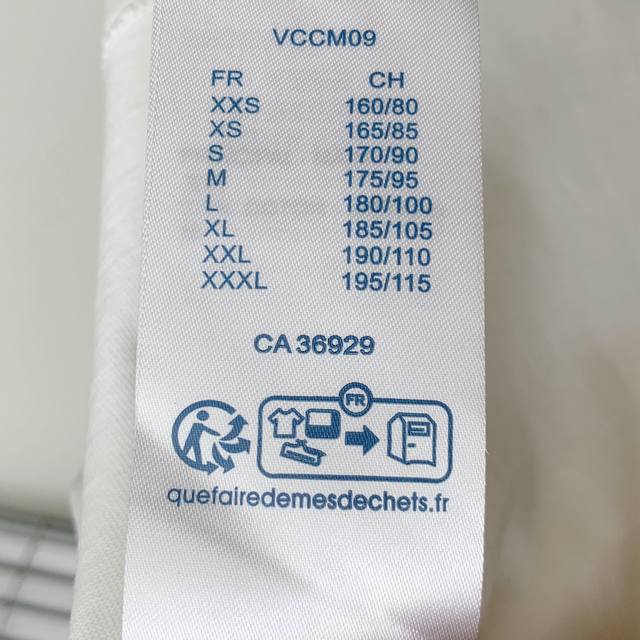 VCCM09
FR CH
XXS 160/80
XS 165/85
S 170/90
M 175/95
L 180/100
XL 185/105
XXL 190/110
XXXL 195/115
CA 36929
FR
quefairedemesdechets.fr